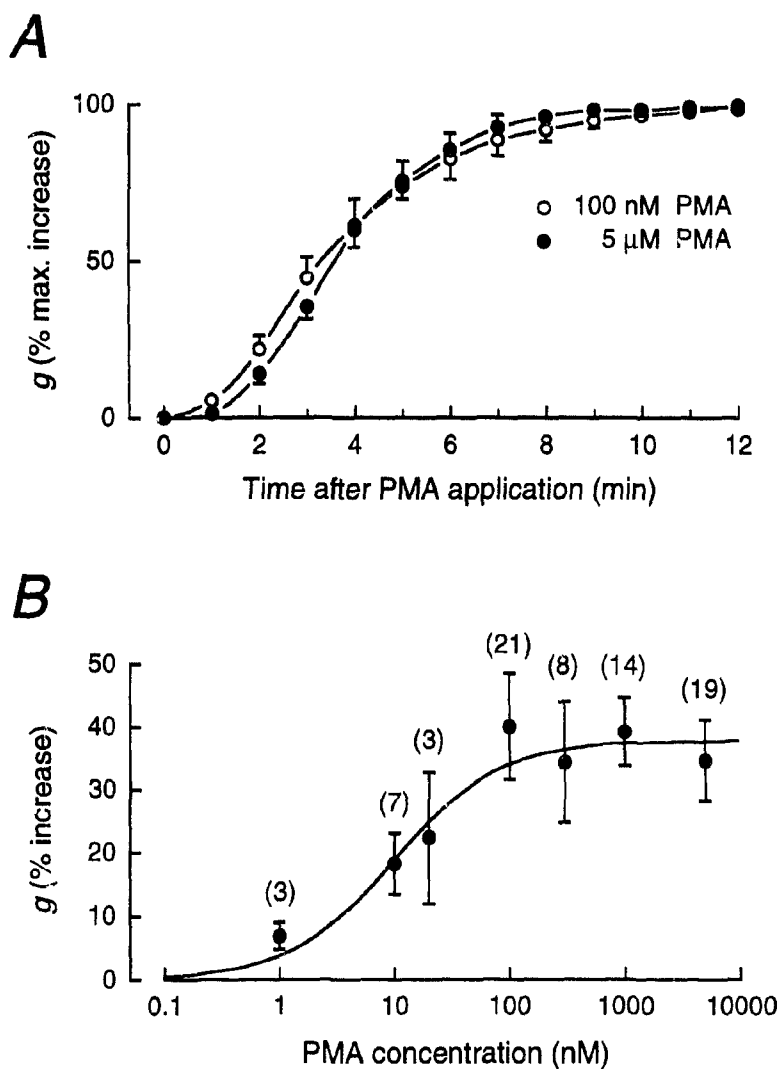 A
100
50
0
g (% max. increase)
100 nM PMA
5 µM PMA
0 2 4 6 8 10 12
Time after PMA application (min)
B
50
40
30
20
10
0
g (% increase)
(3)
(7)
(3)
(21)
(8)
(14)
(19)
0.1 1 10 100 1000 10000
PMA concentration (nM)